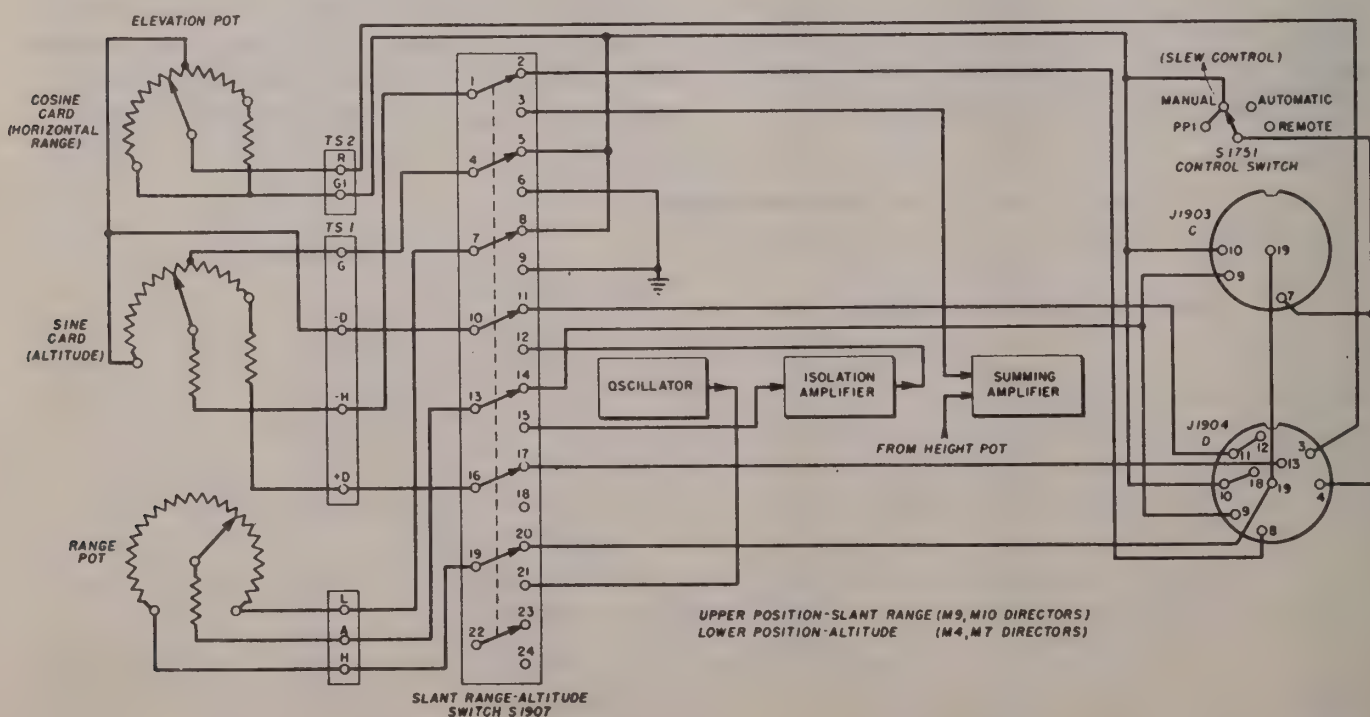 ELEVATION POT
COSINE
CARD
(HORIZONTAL
RANGE)
TS2
R
G1
TS1
G
-D
-H
+D
SINE
CARD
(ALTITUDE)
RANGE
POT
L
A
H
1
2
3
4
5
6
7
8
9
10
11
12
13
14
15
16
17
18
19
20
21
22
23
24
SLANT RANGE-ALTITUDE
SWITCH S1907
OSCILLATOR
ISOLATION
AMPLIFIER
SUMMING
AMPLIFIER
FROM HEIGHT POT
(SLEW CONTROL)
MANUAL
AUTOMATIC
PPI
REMOTE
S1751
CONTROL SWITCH
J1903
C
10
19
9
7
J1904
D
12
3
11
13
18
10
19
4
9
8
UPPER POSITION-SLANT RANGE (M9, M10 DIRECTORS)
LOWER POSITION-ALTITUDE (M4, M7 DIRECTORS)